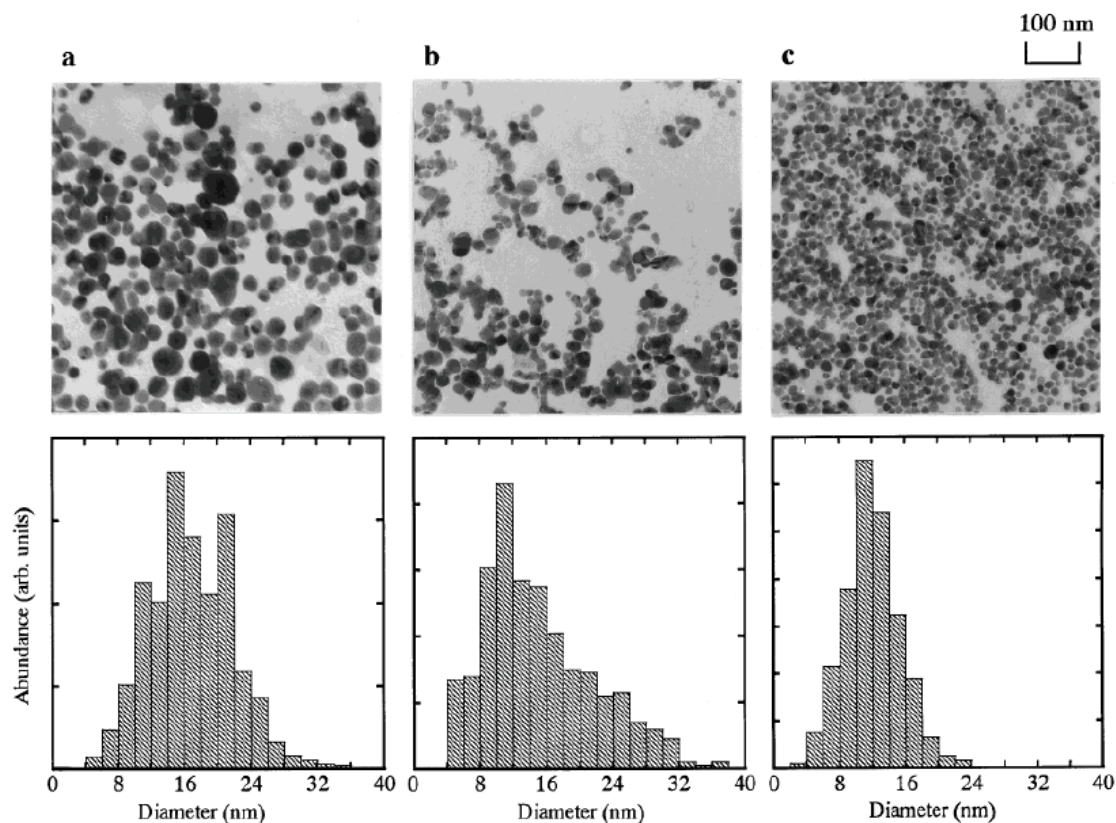 100 nm
a b c
Abundance (arb. units)
0 8 16 24 32 40 0 8 16 24 32 40 0 8 16 24 32 40
Diameter (nm) Diameter (nm) Diameter (nm)